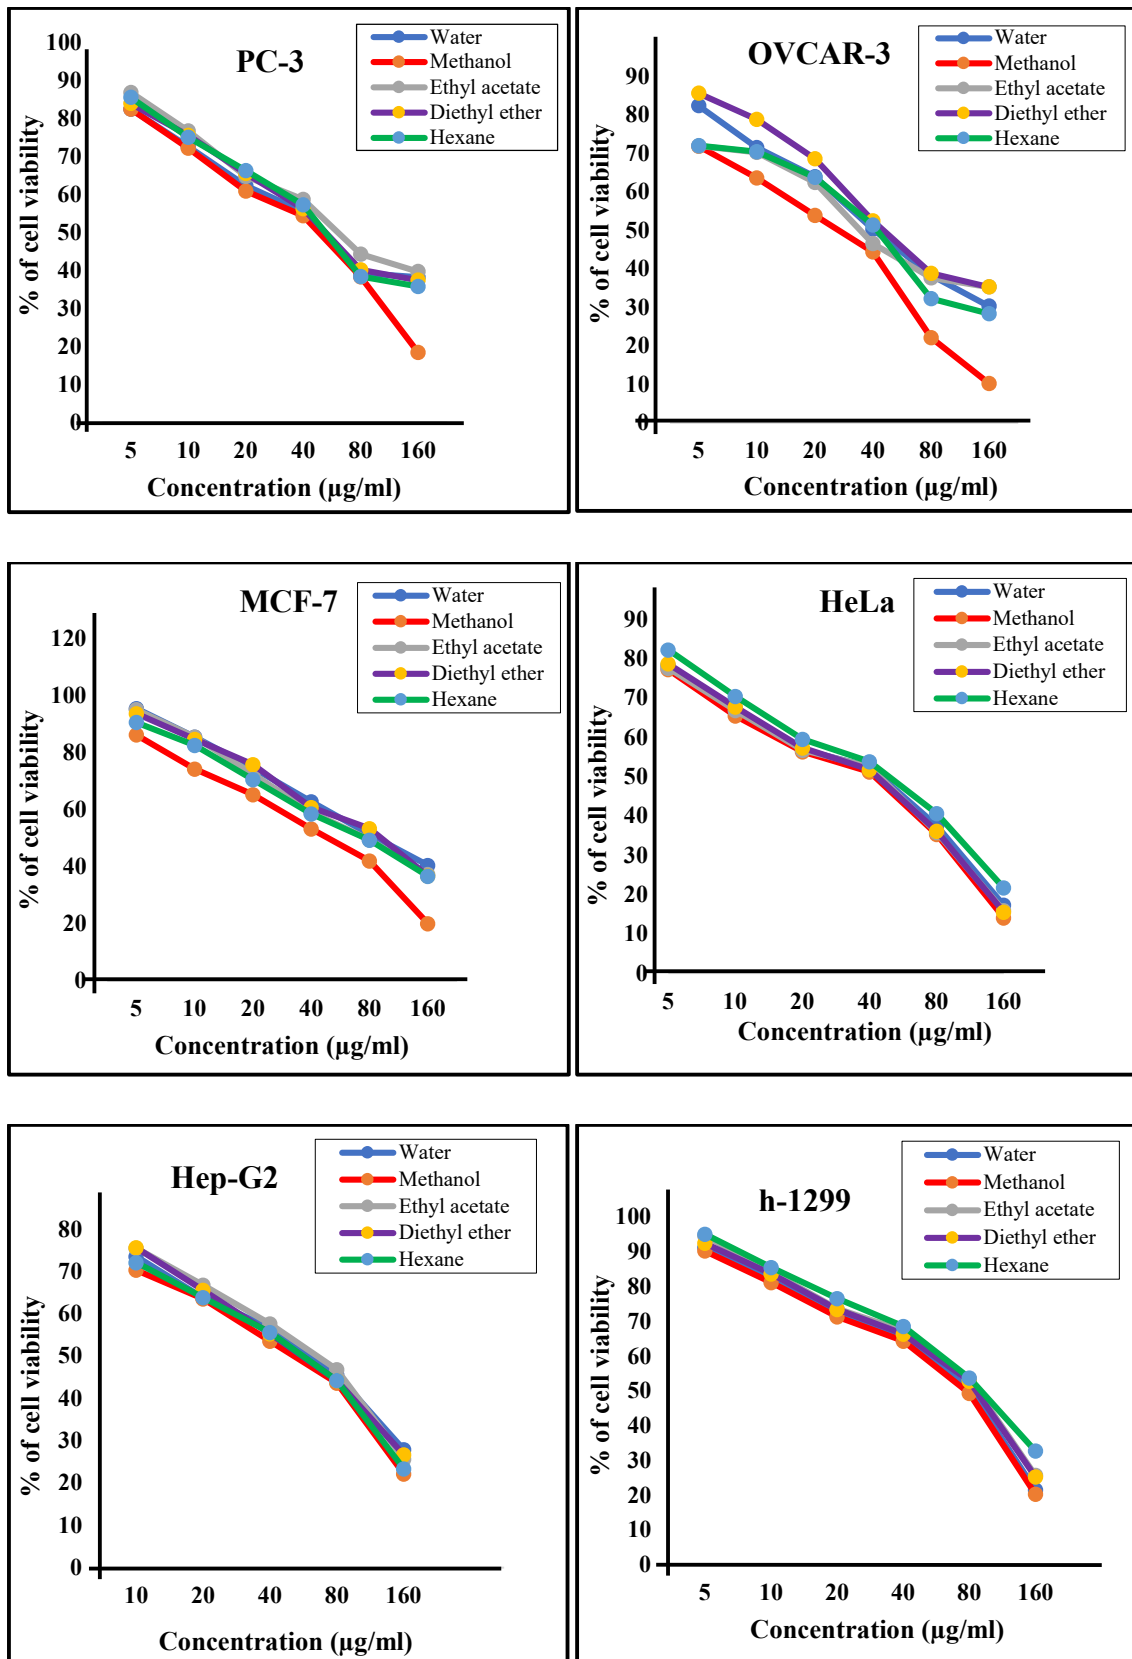 PC-3
Water
Methanol
Ethyl acetate
Diethyl ether
Hexane
% of cell viability
100
90
80
70
60
50
40
30
20
10
0
5 10 20 40 80 160
Concentration (µg/ml)
OVCAR-3
Water
Methanol
Ethyl acetate
Diethyl ether
Hexane
% of cell viability
90
80
70
60
50
40
30
20
10
0
5 10 20 40 80 160
Concentration (µg/ml)
MCF-7
Water
Methanol
Ethyl acetate
Diethyl ether
Hexane
% of cell viability
120
100
80
60
40
20
0
5 10 20 40 80 160
Concentration (µg/ml)
HeLa
Water
Methanol
Ethyl acetate
Diethyl ether
Hexane
% of cell viability
90
80
70
60
50
40
30
20
10
0
5 10 20 40 80 160
Concentration (µg/ml)
Hep-G2
Water
Methanol
Ethyl acetate
Diethyl ether
Hexane
% of cell viability
80
70
60
50
40
30
20
10
0
10 20 40 80 160
Concentration (µg/ml)
h-1299
Water
Methanol
Ethyl acetate
Diethyl ether
Hexane
% of cell viability
100
90
80
70
60
50
40
30
20
10
0
5 10 20 40 80 160
Concentration (µg/ml)